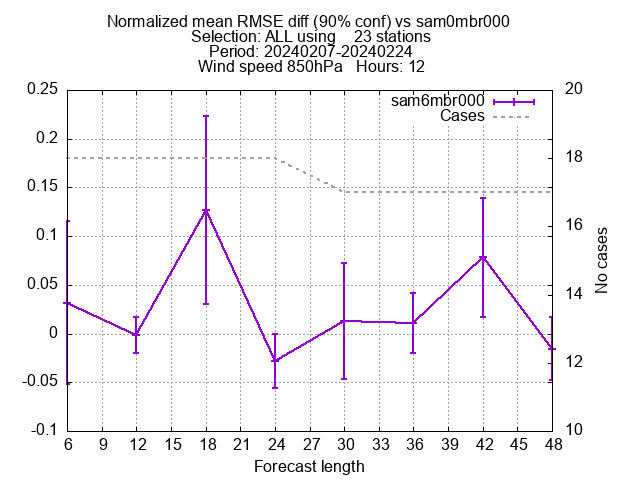 Normalized mean RMSE diff (90% conf) vs sam0mbr000
Selection: ALL using    23 stations
Period: 20240207-20240224
Wind speed 850hPa   Hours: 12
sam6mbr000
Cases
0.25
0.2
0.15
0.1
0.05
0
-0.05
-0.1
20
18
16
14
12
10
No cases
6 9 12 15 18 21 24 27 30 33 36 39 42 45 48
Forecast length